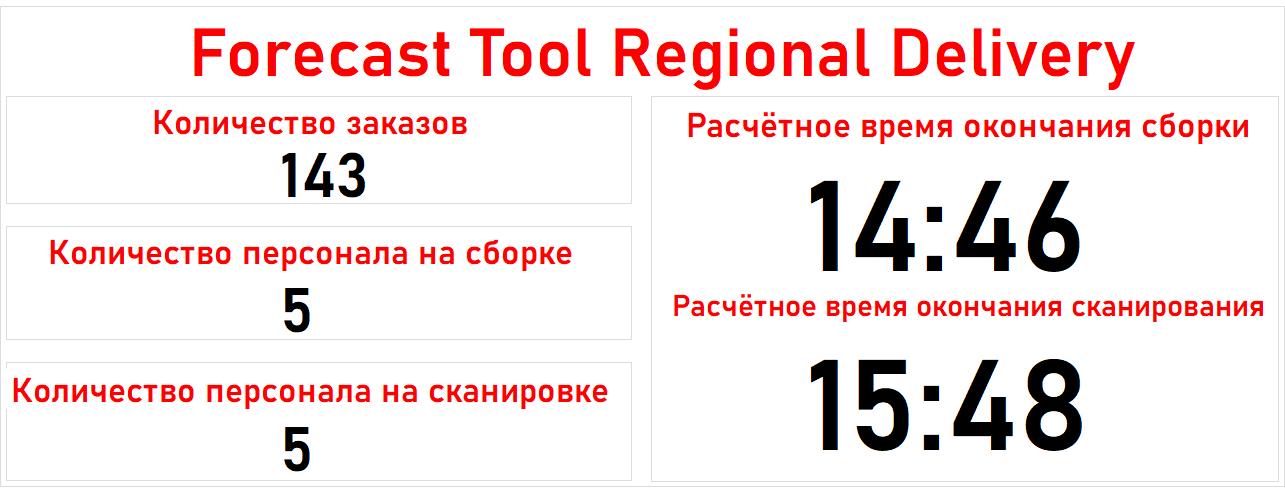 Forecast Tool Regional Delivery
Количество заказов
143
Количество персонала на сборке
5
Количество персонала на сканировке
5
Расчётное время окончания сборки
14:46
Расчётное время окончания сканирования
15:48